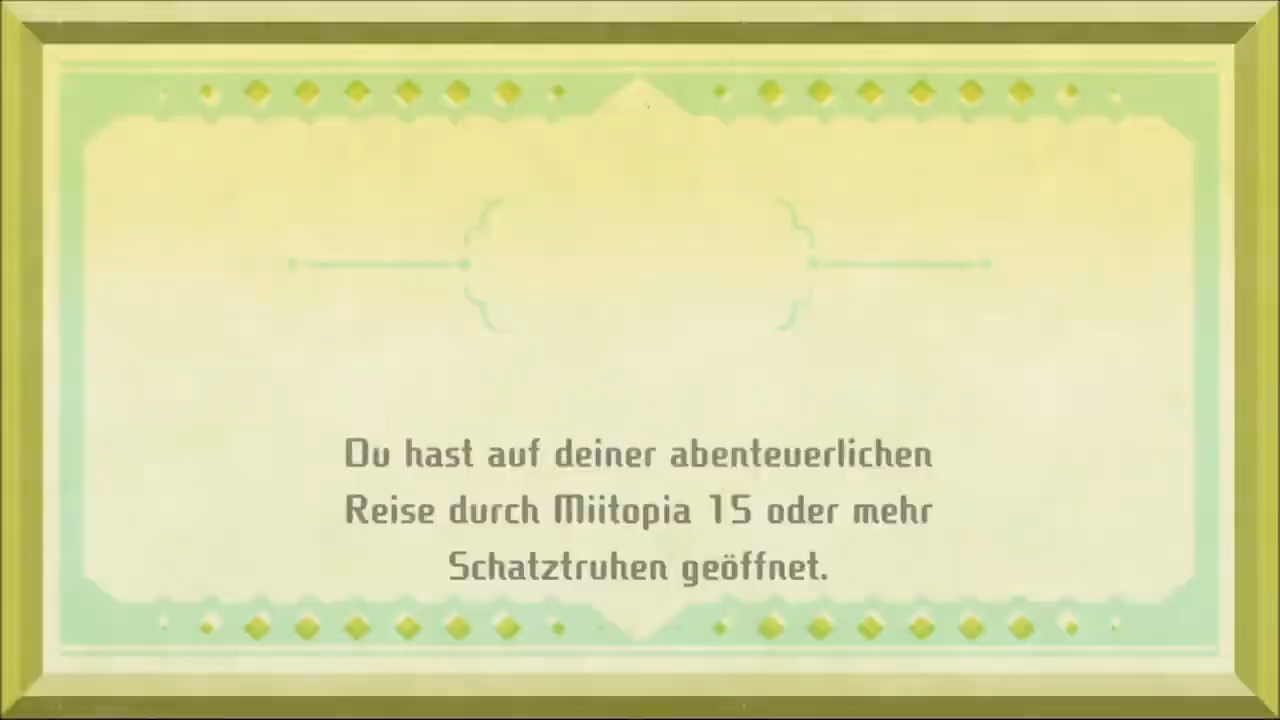 Du hast auf deiner abenteuerlichen
Reise durch Miitopia 15 oder mehr
Schatztruhen geöffnet.